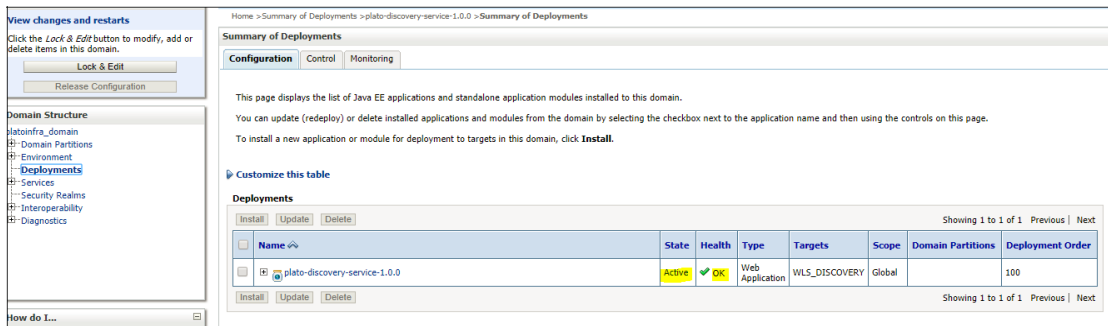 View changes and restarts
Click the Lock & Edit button to modify, add or
delete items in this domain.
Lock & Edit
Release Configuration
Domain Structure
platoinfra_domain
Domain Partitions
Environment
Deployments
Services
Security Realms
Interoperability
Diagnostics
How do I...
Home >Summary of Deployments >plato-discovery-service-1.0.0 >Summary of Deployments
Summary of Deployments
Configuration Control Monitoring
This page displays the list of Java EE applications and standalone application modules installed to this domain.
You can update (redeploy) or delete installed applications and modules from the domain by selecting the checkbox next to the application name and then using the controls on this page.
To install a new application or module for deployment to targets in this domain, click Install.
Customize this table
Deployments
Install Update Delete Showing 1 to 1 of 1 Previous | Next
Name State Health Type Targets Scope Domain Partitions Deployment Order
plato-discovery-service-1.0.0 Active OK Web Application WLS_DISCOVERY Global 100
Install Update Delete Showing 1 to 1 of 1 Previous | Next